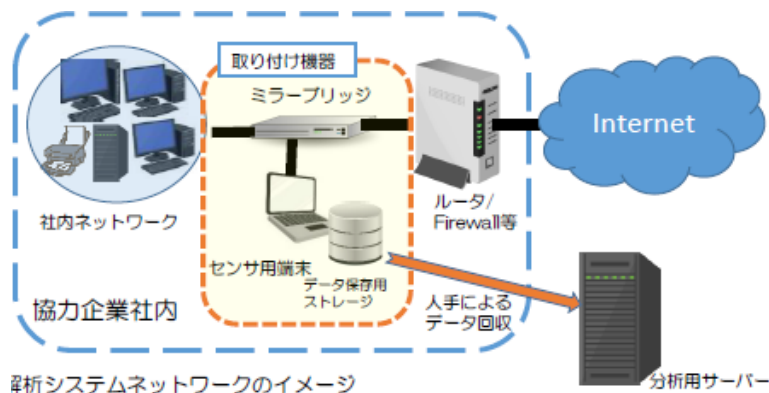 取り付け機器
ミラーブリッジ
Internet
社内ネットワーク
ルータ/
Firewall等
センサ用端末
データ保存用
ストレージ
協力企業社内
人手による
データ回収
解析システムネットワークのイメージ
分析用サーバー